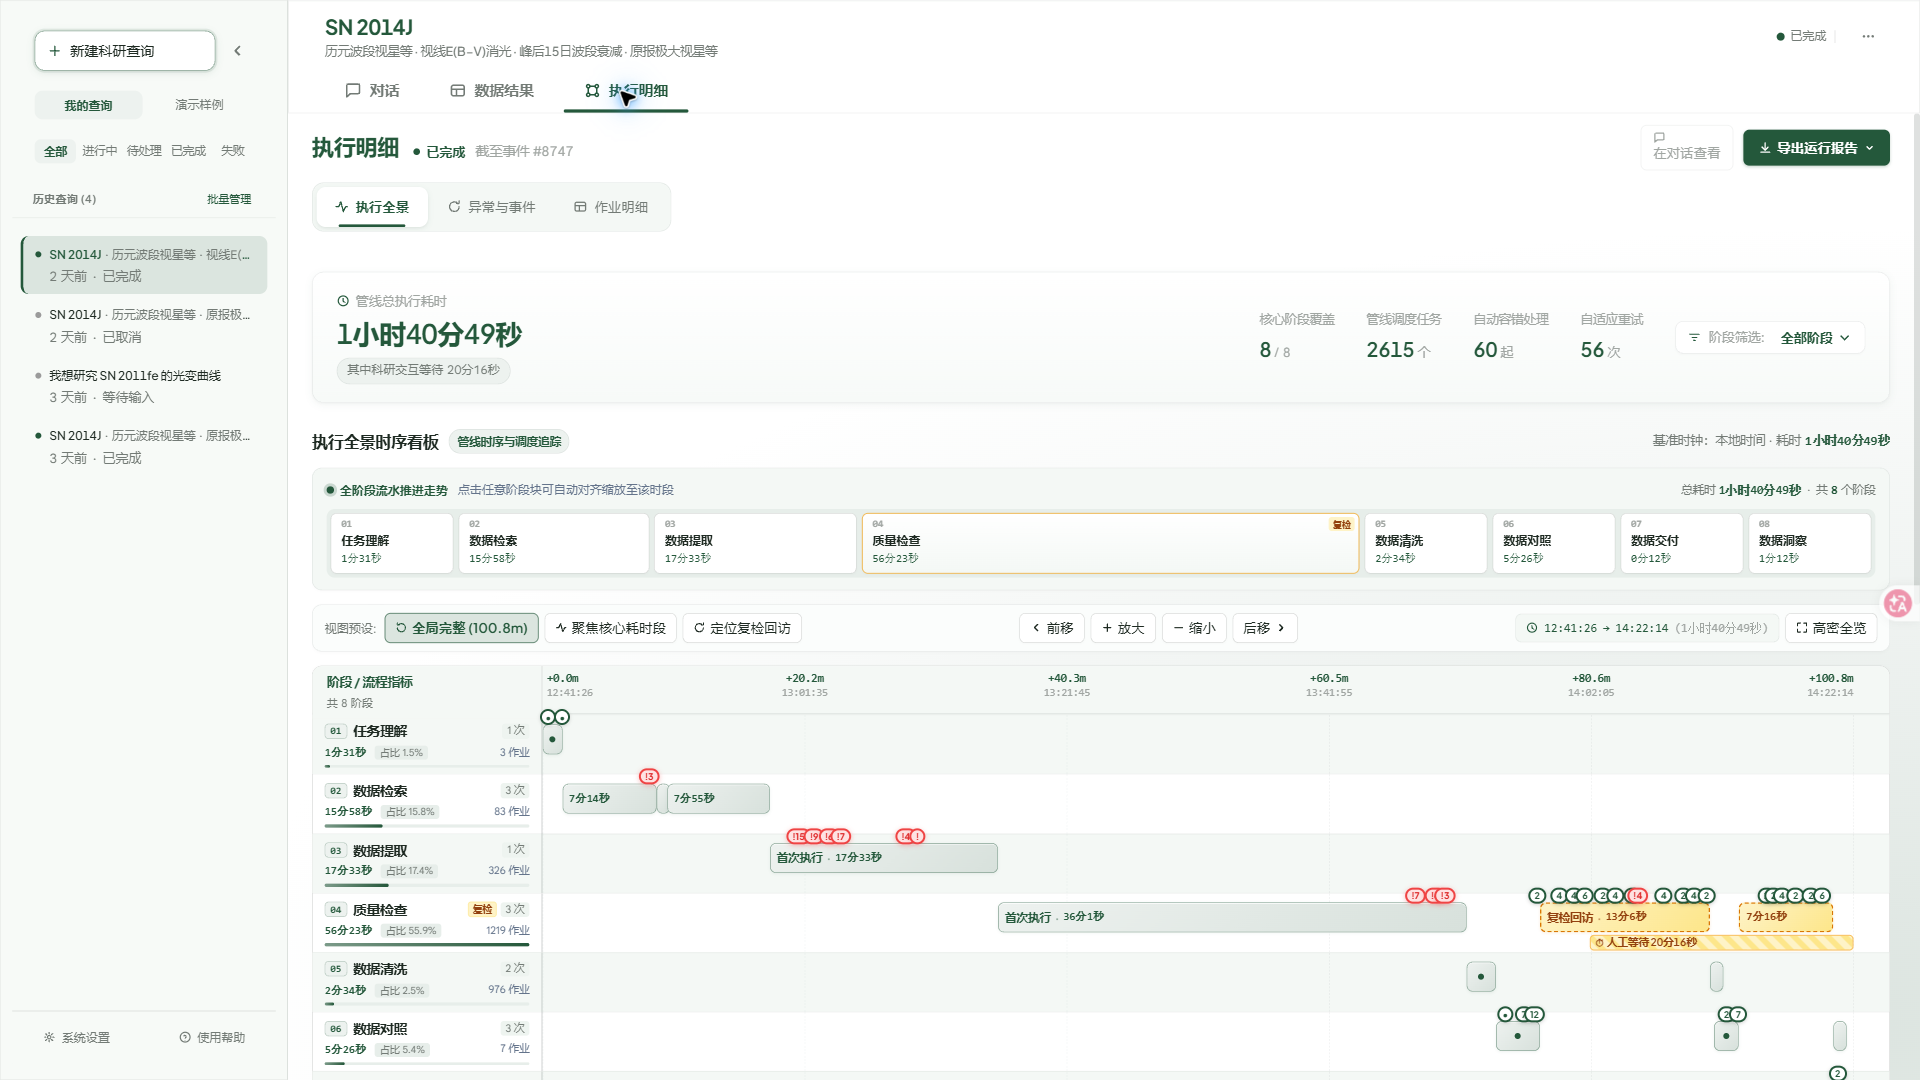 新建科研查询
我的查询 演示样例
全部 进行中 待处理 已完成 失败
历史查询 (4) 批量管理
SN 2014J · 历元波段视星等 · 视线E(...
2 天前 · 已完成
SN 2014J · 历元波段视星等 · 原报极...
2 天前 · 已取消
我想研究 SN 2011fe 的光变曲线
3 天前 · 等待输入
SN 2014J · 历元波段视星等 · 原报极...
3 天前 · 已完成
系统设置 使用帮助
SN 2014J
历元波段视星等 · 视线E(B-V)消光 · 峰后15日波段衰减 · 原报极大视星等
已完成
对话 数据结果 执行明细
执行明细 已完成 截至事件 #8747
在对话查看 导出运行报告
执行全景 异常与事件 作业明细
管线总执行耗时
1小时40分49秒
其中科研交互等待 20分16秒
核心阶段覆盖 管线调度任务 自动容错处理 自适应重试
8 / 8 2615 个 60 起 56 次
阶段筛选: 全部阶段
执行全景时序看板 管线时序与调度追踪
基准时钟：本地时间 · 耗时 1小时40分49秒
全阶段流水推进走势 点击任意阶段块可自动对齐缩放至该时段
总耗时 1小时40分49秒 · 共 8 个阶段
01 任务理解 1分31秒
02 数据检索 15分58秒
03 数据提取 17分33秒
04 复检 质量检查 56分23秒
05 数据清洗 2分34秒
06 数据对照 5分26秒
07 数据交付 0分12秒
08 数据洞察 1分12秒
视图预设: 全局完整 (100.8m) 聚焦核心耗时段 定位复检回访
前移 放大 缩小 后移
12:41:26 → 14:22:14 (1小时40分49秒) 高密全览
阶段 / 流程指标
共 8 阶段
+0.0m +20.2m +40.3m +60.5m +80.6m +100.8m
12:41:26 13:01:35 13:21:45 13:41:55 14:02:05 14:22:14
01 任务理解 1次
1分31秒 占比 1.5% 3 作业
02 数据检索 3次
15分58秒 占比 15.8% 83 作业
!3
7分14秒 7分55秒
03 数据提取 1次
17分33秒 占比 17.4% 326 作业
!15 !9 !7 !4 !
首次执行 · 17分33秒
04 质量检查 复检 3次
56分23秒 占比 55.9% 1219 作业
!7 !3 2 4 4 6 2 4 !4 4 2 4 2 4 2 2 6
首次执行 · 36分1秒
复检回访 · 13分6秒
7分16秒
人工等待20分16秒
05 数据清洗 2次
2分34秒 占比 2.5% 976 作业
06 数据对照 3次
5分26秒 占比 5.4% 7 作业
7 12 2 7
2